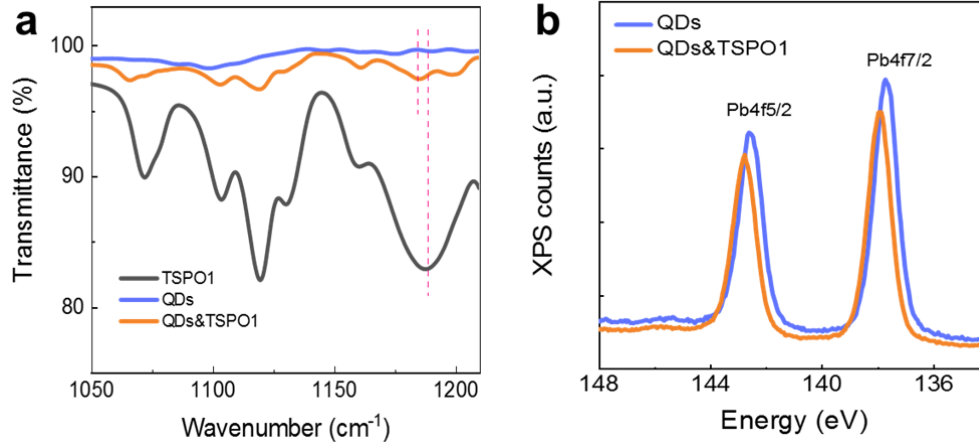 a
Transmittance (%)
100
90
80
TSPO1
QDs
QDs&TSPO1
1050
1100
1150
1200
Wavenumber (cm⁻¹)
b
XPS counts (a.u.)
QDs
QDs&TSPO1
Pb4f7/2
Pb4f5/2
148
144
140
136
Energy (eV)